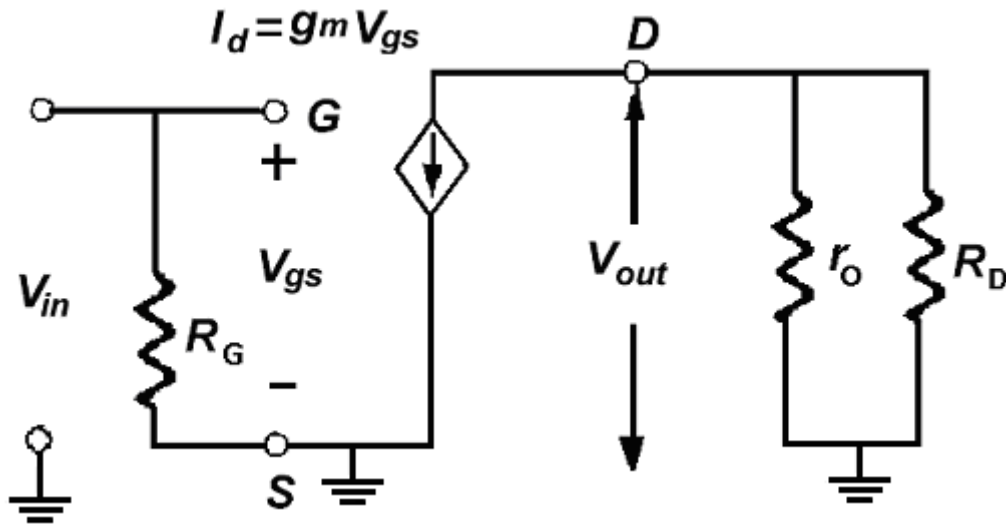 I_d = g_m V_gs
D
G
+
V_in
R_G
V_gs
V_out
r_o
R_D
−
S